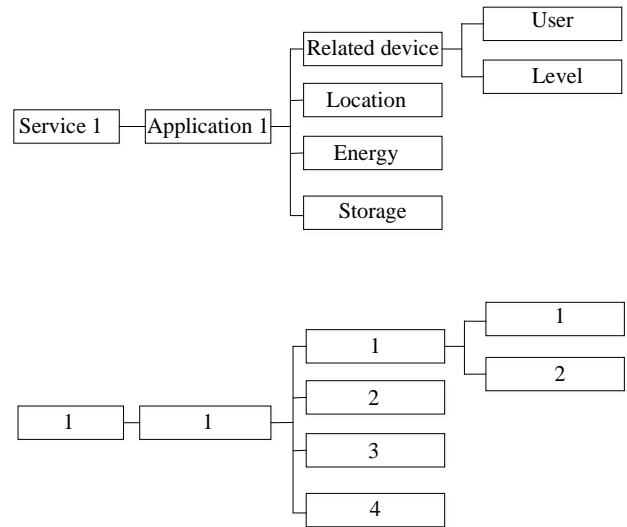 User
Related device
Level
Location
Service 1
Application 1
Energy
Storage
1
1
2
2
1
1
3
4